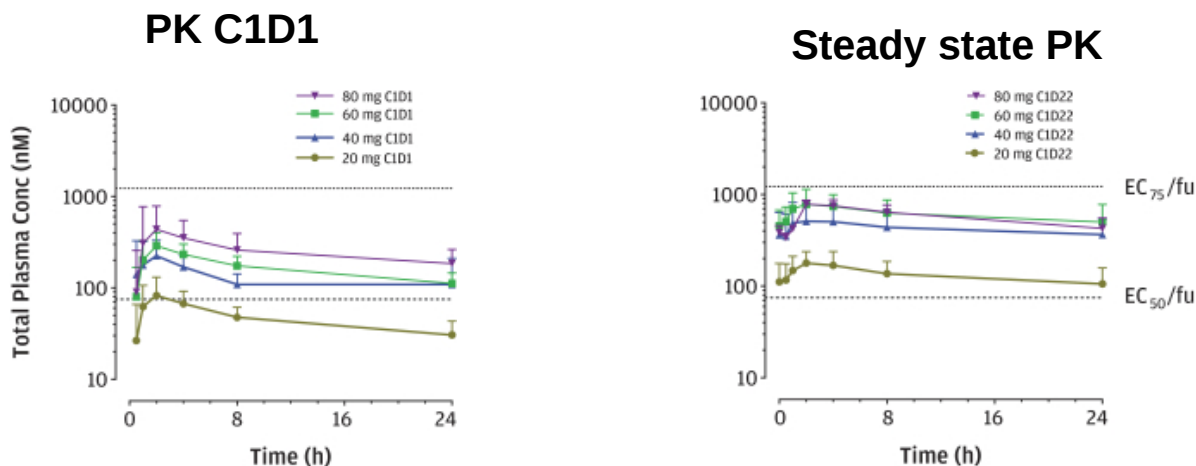 PK C1D1
Total Plasma Conc (nM)
10000
1000
100
10
80 mg C1D1
60 mg C1D1
40 mg C1D1
20 mg C1D1
0
8
16
24
Time (h)
Steady state PK
10000
1000
100
10
80 mg C1D22
60 mg C1D22
40 mg C1D22
20 mg C1D22
EC75/fu
EC50/fu
0
8
16
24
Time (h)